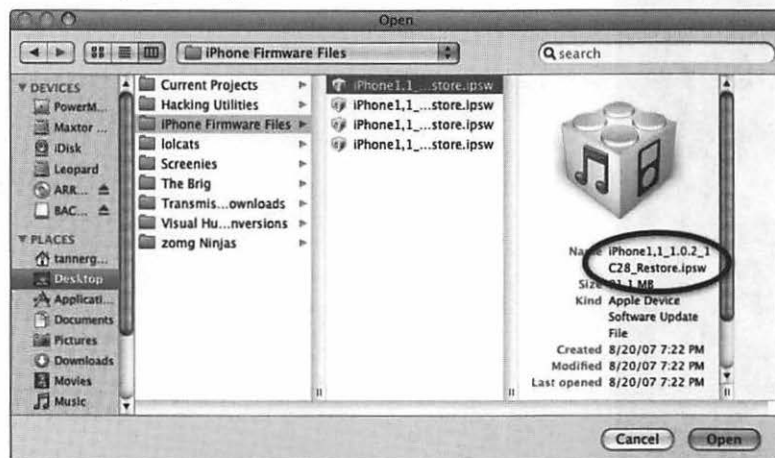 Open
iPhone Firmware Files
search
DEVICES
PowerM...
Maxtor ...
iDisk
Leopard
ARR...
BAC...
PLACES
tannerg...
Desktop
Applicati...
Documents
Pictures
Downloads
Movies
Music
Current Projects
Hacking Utilities
iPhone Firmware Files
lolcats
Screenies
The Brig
Transmis...ownloads
Visual Hu...nversions
zomg Ninjas
iPhone1,1_...store.ipsw
iPhone1,1_...store.ipsw
iPhone1,1_...store.ipsw
iPhone1,1_...store.ipsw
Name iPhone1,1_1.0.2_1
C28_Restore.ipsw
Size MB
Kind Apple Device
Software Update
File
Created 8/20/07 7:22 PM
Modified 8/20/07 7:22 PM
Last opened 8/20/07 7:22 PM
Cancel
Open